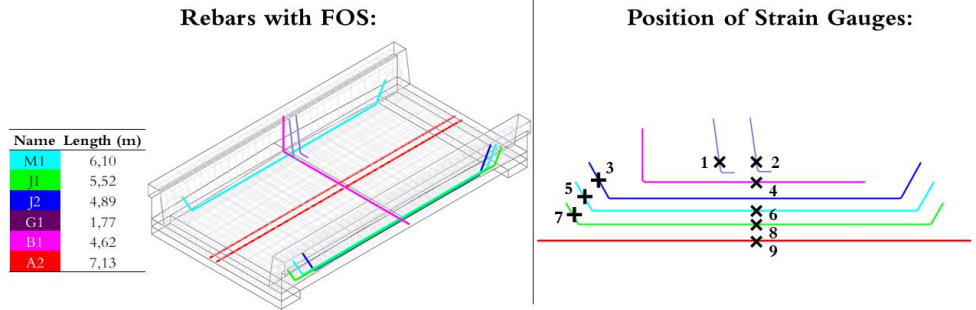 Rebars with FOS:
Position of Strain Gauges:
Name Length (m)
M1 6,10
J1 5,52
J2 4,89
G1 1,77
B1 4,62
A2 7,13
1 2
3
4
5
6
7
8
9